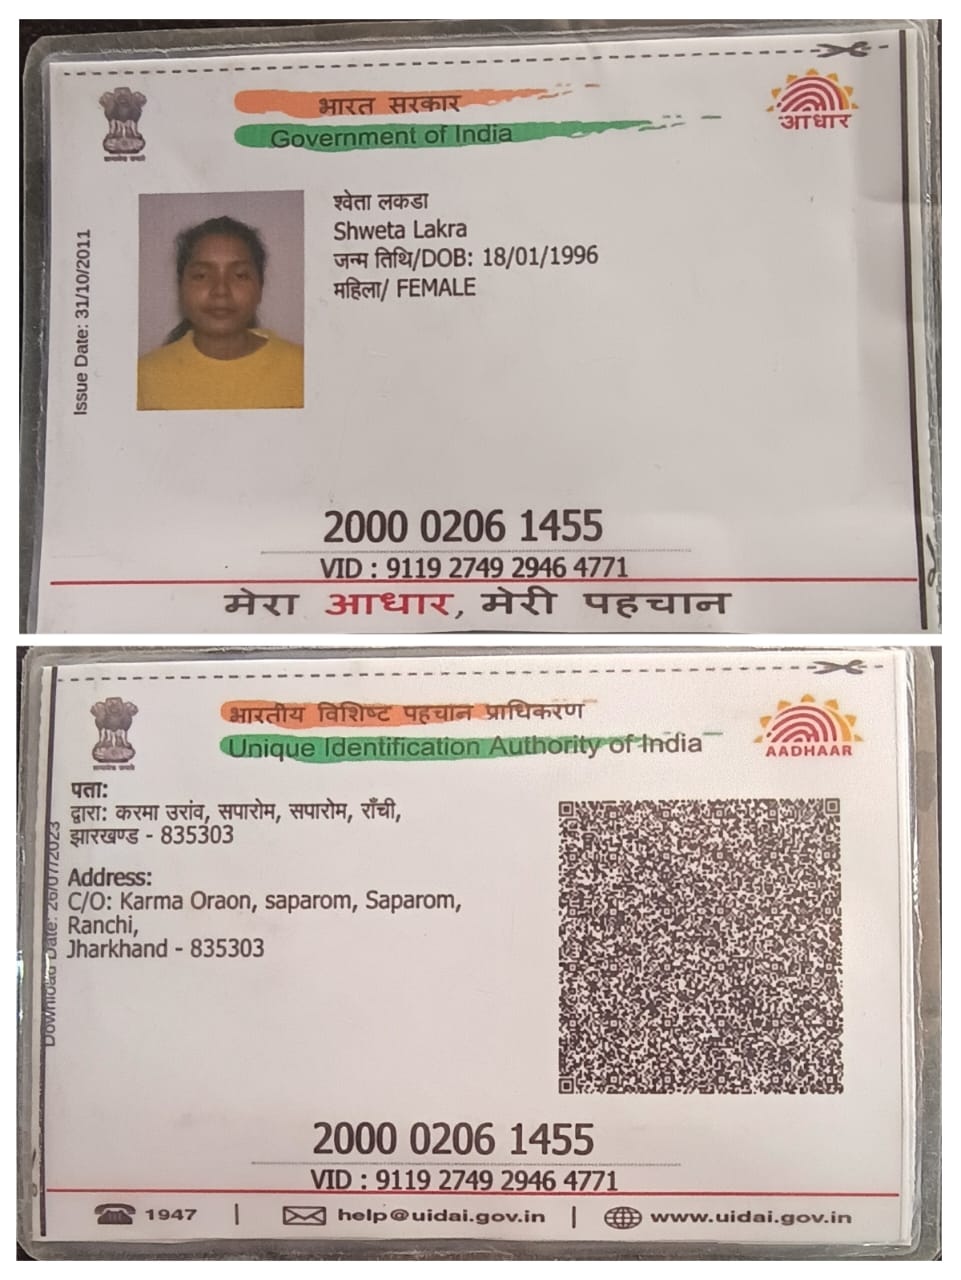 भारत सरकार
Government of India
आधार
Issue Date: 31/10/2011
श्वेता लकडा
Shweta Lakra
जन्म तिथि/DOB: 18/01/1996
महिला/ FEMALE
2000 0206 1455
VID : 9119 2749 2946 4771
मेरा आधार, मेरी पहचान
भारतीय विशिष्ट पहचान प्राधिकरण
Unique Identification Authority of India
AADHAAR
Download Date: 26/07/2023
पता:
द्वारा: करमा उरांव, सपारोम, सपारोम, राँची,
झारखण्ड - 835303
Address:
C/O: Karma Oraon, saparom, Saparom,
Ranchi,
Jharkhand - 835303
2000 0206 1455
VID : 9119 2749 2946 4771
1947 | help@uidai.gov.in | www.uidai.gov.in